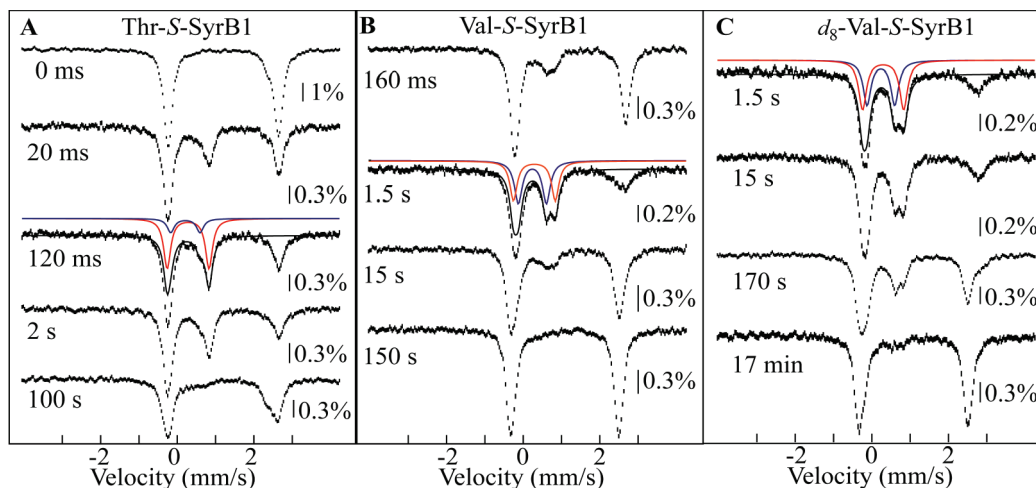 A Thr-S-SyrB1
0 ms
1%
20 ms
0.3%
120 ms
0.3%
2 s
0.3%
100 s
0.3%
-2 0 2
Velocity (mm/s)
B Val-S-SyrB1
160 ms
0.3%
1.5 s
0.2%
15 s
0.3%
150 s
0.3%
-2 0 2
Velocity (mm/s)
C d8-Val-S-SyrB1
1.5 s
0.2%
15 s
0.2%
170 s
0.3%
17 min
0.3%
-2 0 2
Velocity (mm/s)